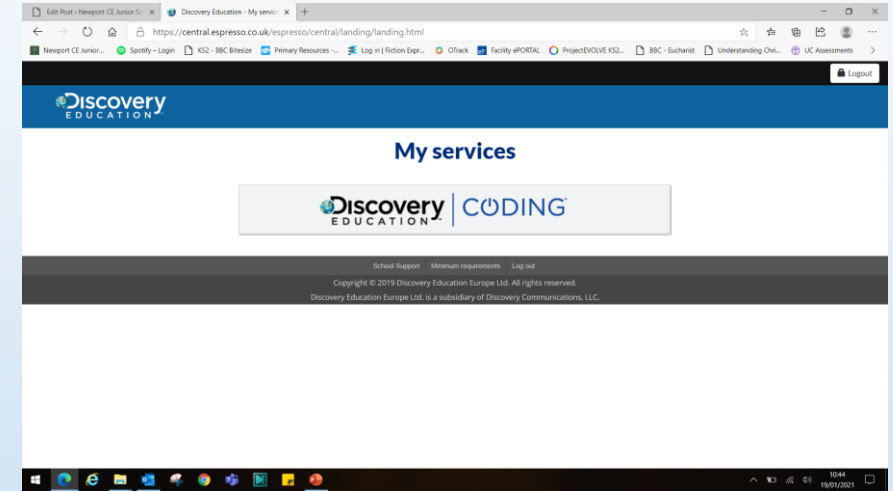 Edit Post ‹ Newport CE Junior Sch
Discovery Education - My service
https://central.espresso.co.uk/espresso/central/landing/landing.html
Newport CE Junior...
Spotify – Login
KS2 - BBC Bitesize
Primary Resources -...
Log in | Fiction Expr...
OTrack
Facility ePORTAL
ProjectEVOLVE KS2...
BBC - Eucharist
Understanding Chri...
UC Assessments
Logout
Discovery
EDUCATION
My services
Discovery
EDUCATION
CODING
School Support
Minimum requirements
Log out
Copyright © 2019 Discovery Education Europe Ltd. All rights reserved.
Discovery Education Europe Ltd. is a subsidiary of Discovery Communications, LLC.
10:44
19/01/2021